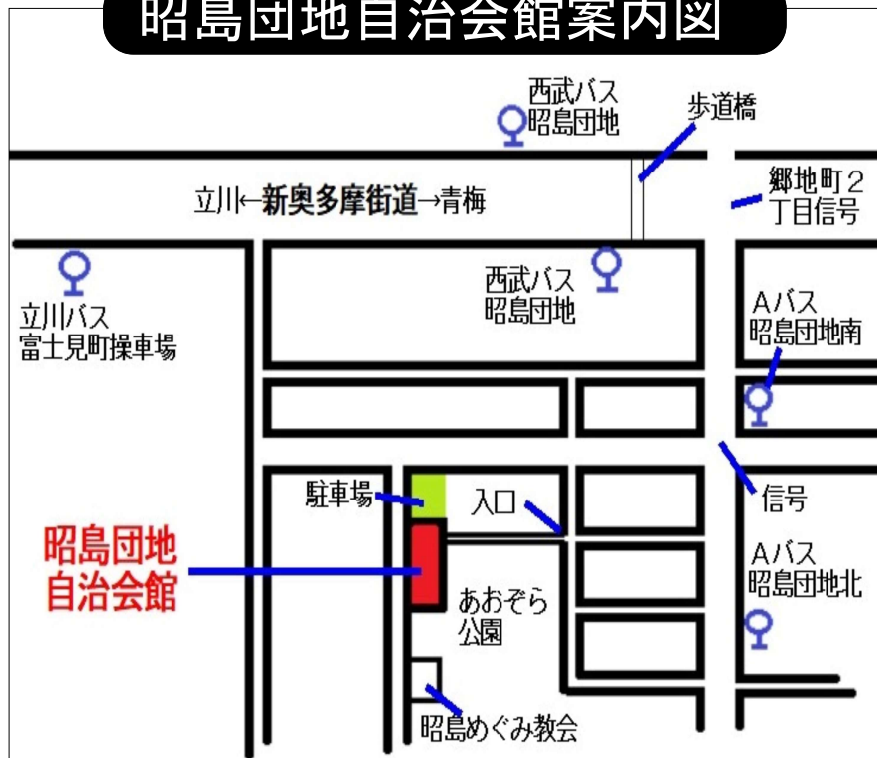 昭島団地自治会館案内図
西武バス
昭島団地
歩道橋
郷地町２
丁目信号
立川←新奥多摩街道→青梅
西武バス
昭島団地
立川バス
富士見町操車場
Ａバス
昭島団地南
駐車場
入口
信号
昭島団地
自治会館
Ａバス
昭島団地北
あおぞら
公園
昭島めぐみ教会